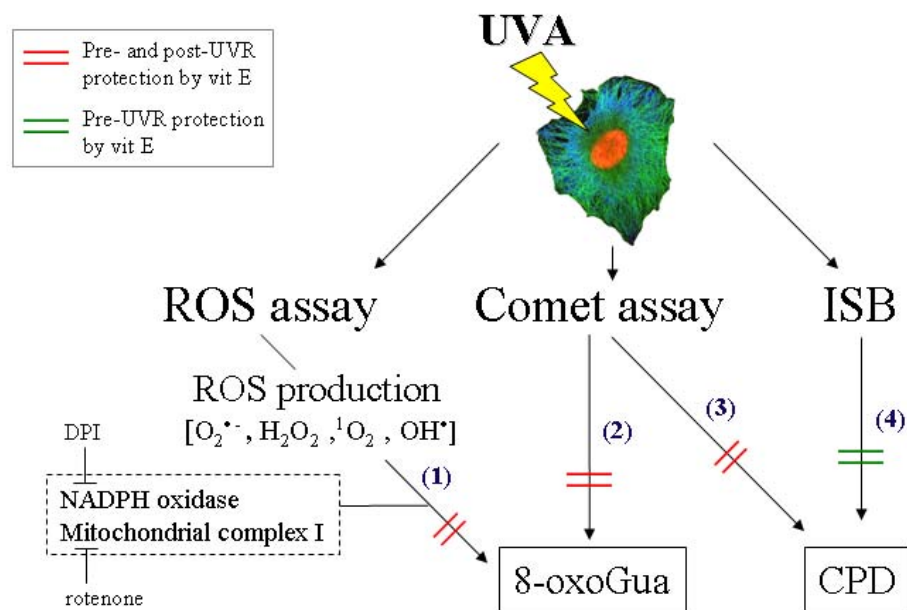 UVA
Pre- and post-UVR
protection by vit E
Pre-UVR protection
by vit E
ROS assay
Comet assay
ISB
ROS production
[O₂•⁻, H₂O₂, ¹O₂, OH•]
(1)
(2)
(3)
(4)
DPI
NADPH oxidase
Mitochondrial complex I
rotenone
8-oxoGua
CPD